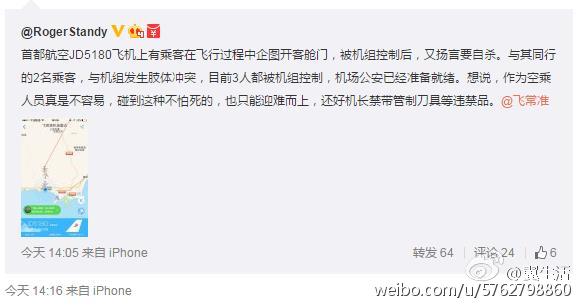 @RogerStandy
首都航空JD5180飞机上有乘客在飞行过程中企图开客舱门，被机组控制后，又扬言要自杀。与其同行
的2名乘客，与机组发生肢体冲突，目前3人都被机组控制，机场公安已经准备就绪。想说，作为空乘
人员真是不容易，碰到这种不怕死的，也只能迎难而上，还好机长禁带管制刀具等违禁品。@飞常准
JD5180
今天 14:05 来自 iPhone
转发 64 | 评论 24 | 6
今天 14:16 来自 iPhone
@翼生活
weibo.com/u/5762798860